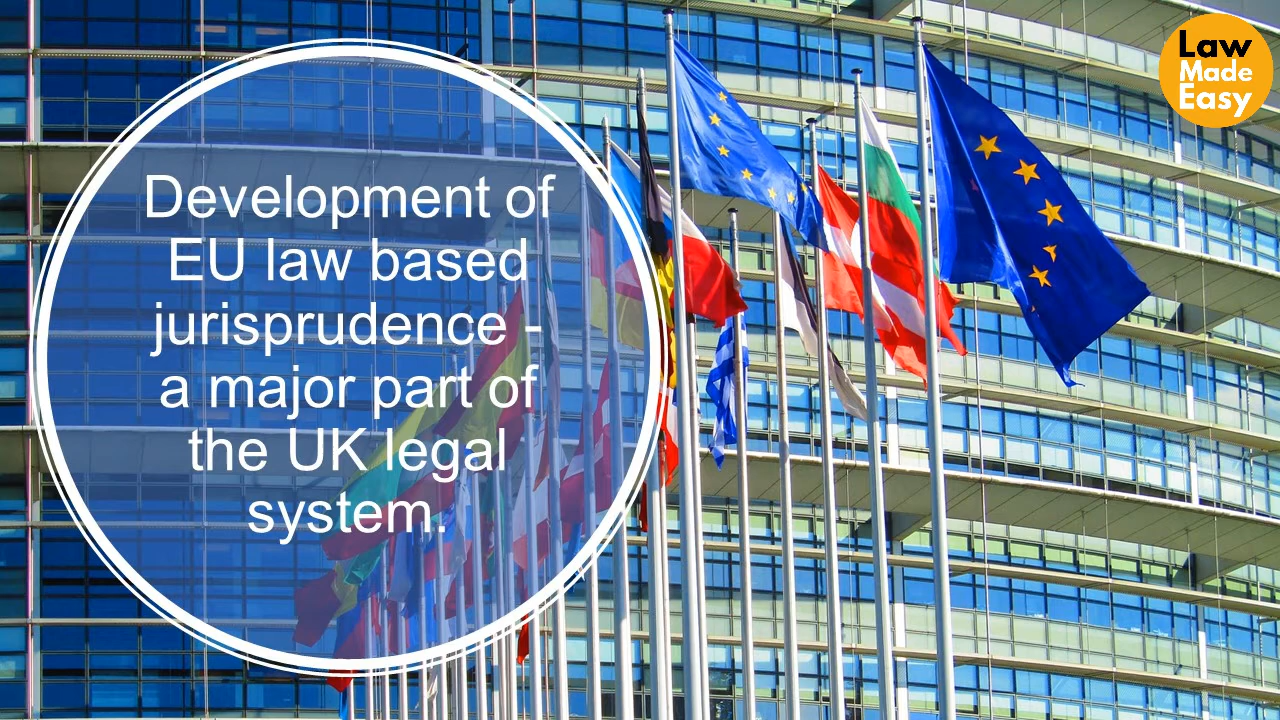 Law
Made
Easy
Development of
EU law based
jurisprudence -
a major part of
the UK legal
system.